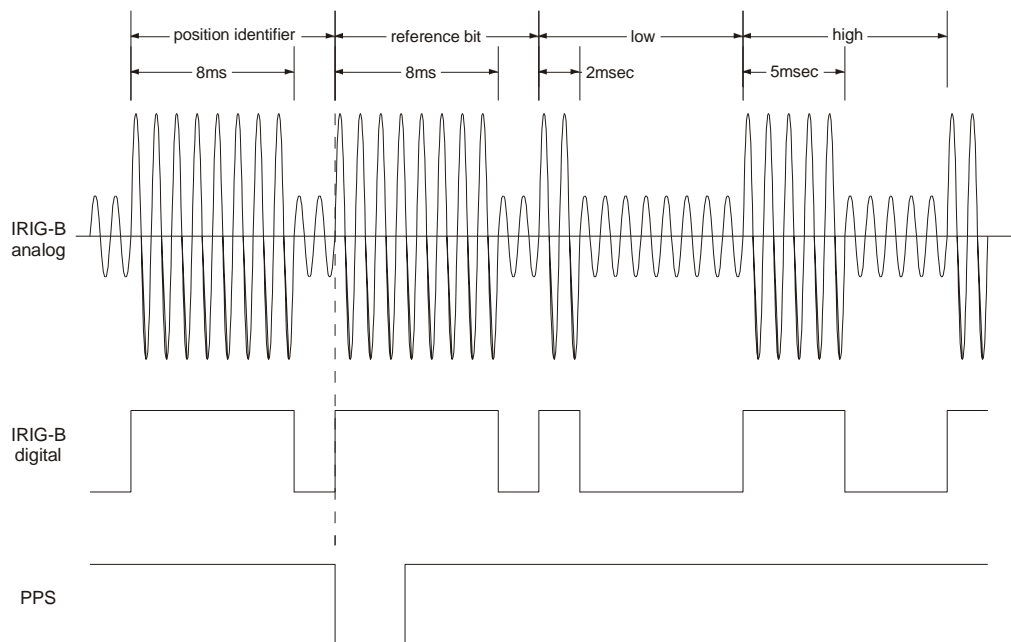 position identifier
reference bit
low
high
8ms
8ms
2msec
5msec
IRIG-B
analog
IRIG-B
digital
PPS